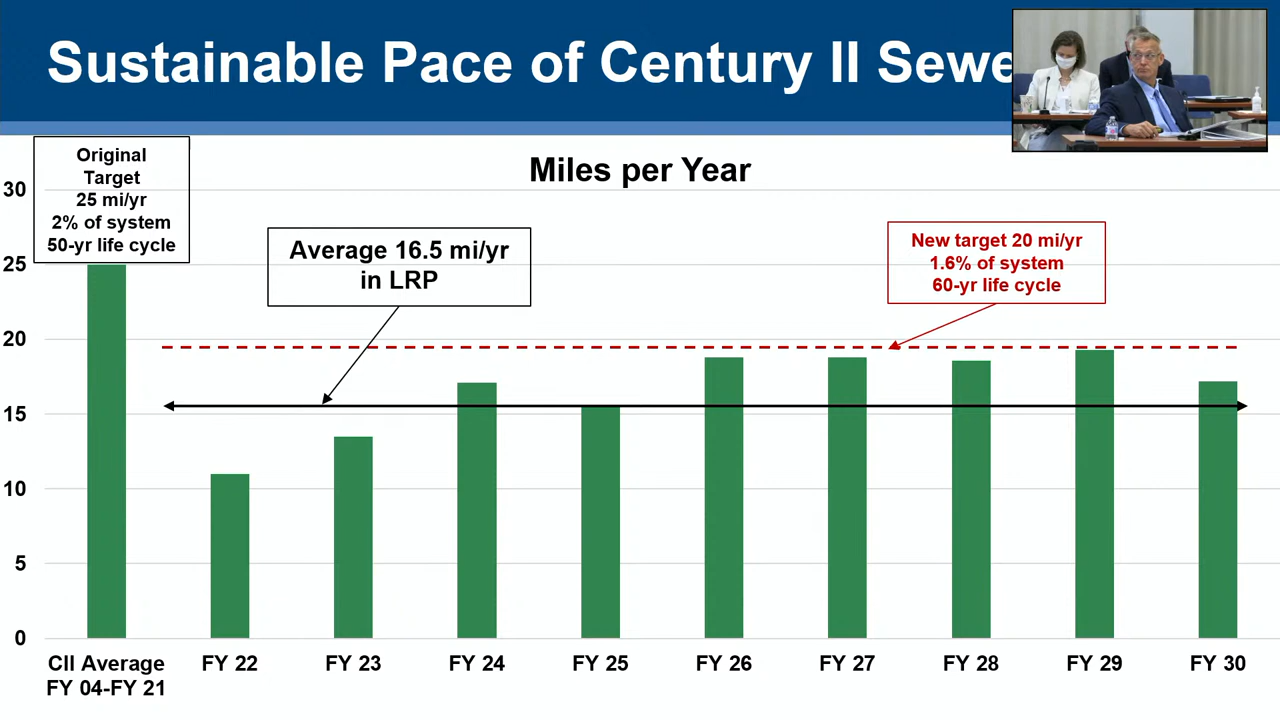 Sustainable Pace of Century II Sewe
Miles per Year
Original
Target
25 mi/yr
2% of system
50-yr life cycle
Average 16.5 mi/yr
in LRP
New target 20 mi/yr
1.6% of system
60-yr life cycle
30
25
20
15
10
5
0
CII Average
FY 04-FY 21
FY 22
FY 23
FY 24
FY 25
FY 26
FY 27
FY 28
FY 29
FY 30